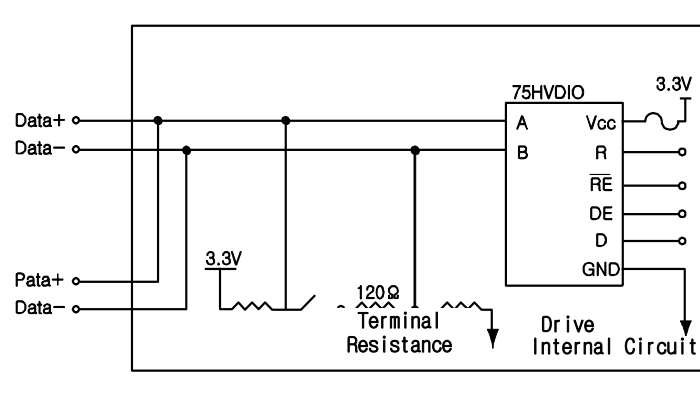 75HVDIO
3.3V
Data+
A
Vcc
Data-
B
R
RE
DE
D
3.3V
GND
Pata+
Data-
120Ω
Terminal
Resistance
Drive
Internal Circuit